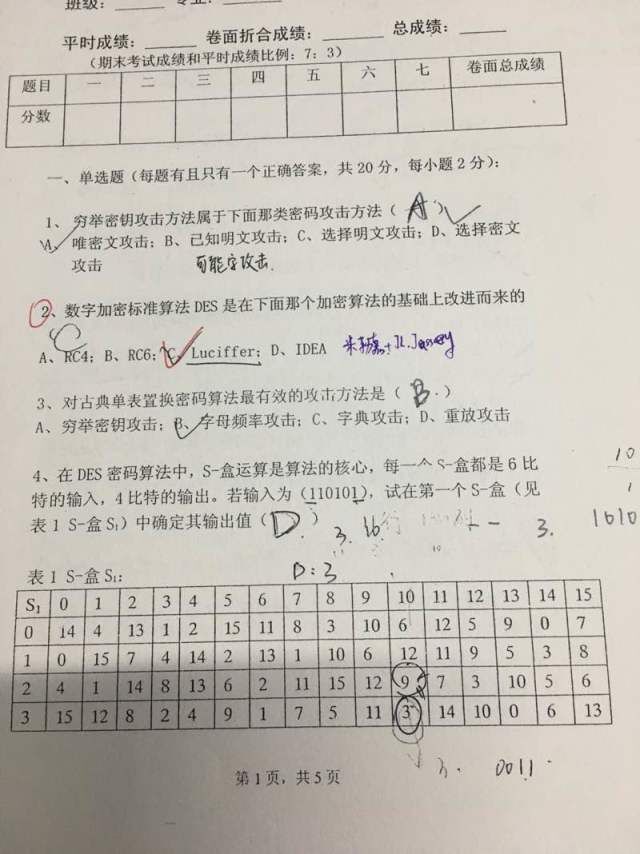 班级：______ 专业：
平时成绩：______ 卷面折合成绩：______ 总成绩：______
（期末考试成绩和平时成绩比例：7：3）
题目 一 二 三 四 五 六 七 卷面总成绩
分数
一、单选题（每题有且只有一个正确答案，共 20 分，每小题 2 分）：
1、 穷举密钥攻击方法属于下面那类密码攻击方法（ A ）
A、唯密文攻击；B、已知明文攻击；C、选择明文攻击；D、选择密文
攻击 可能字攻击.
2、数字加密标准算法 DES 是在下面那个加密算法的基础上改进而来的
C
A、RC4；B、RC6；C、Luciffer；D、IDEA
3、对古典单表置换密码算法最有效的攻击方法是（ B ）
A、穷举密钥攻击；B、字母频率攻击；C、字典攻击；D、重放攻击
10
4、在 DES 密码算法中，S-盒运算是算法的核心，每一个 S-盒都是 6 比
1
特的输入，4 比特的输出。若输入为（110101），试在第一个 S-盒（见
表 1 S-盒 S₁）中确定其输出值（ D ） 3. 3. 1010
D：3
表 1 S-盒 S₁：
S₁ 0 1 2 3 4 5 6 7 8 9 10 11 12 13 14 15
0 14 4 13 1 2 15 11 8 3 10 6 12 5 9 0 7
1 0 15 7 4 14 2 13 1 10 6 12 11 9 5 3 8
2 4 1 14 8 13 6 2 11 15 12 9 7 3 10 5 6
3 15 12 8 2 4 9 1 7 5 11 3 14 10 0 6 13
3. 0011.
第 1 页，共 5 页